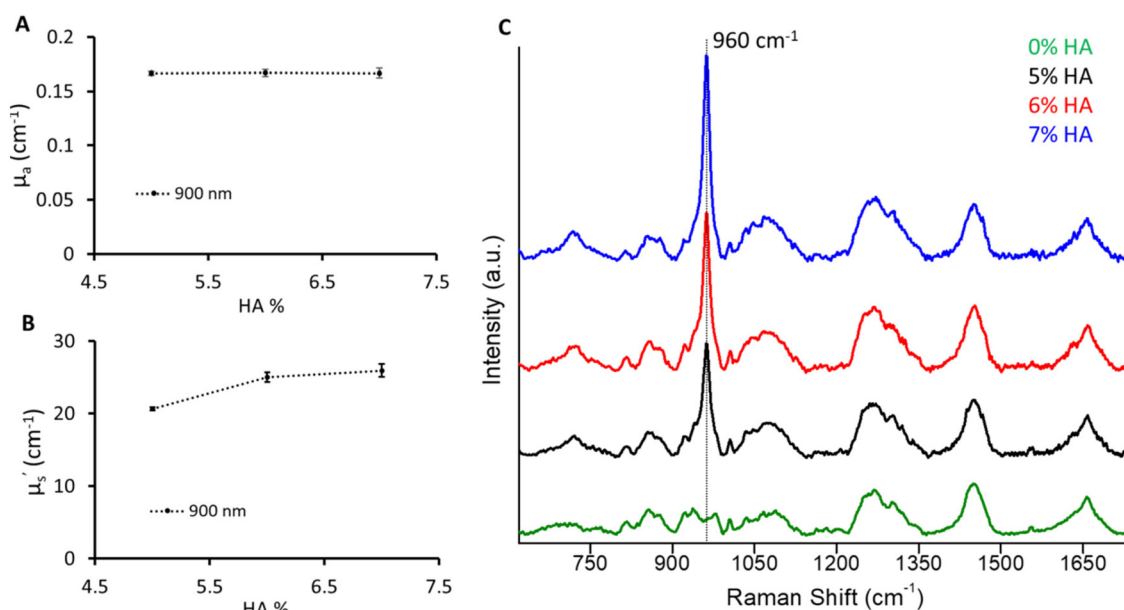 A
0.2
0.15
0.1
0.05
0
μa (cm⁻¹)
900 nm
4.5 5.5 6.5 7.5
HA %
B
30
20
10
0
μs′ (cm⁻¹)
900 nm
4.5 5.5 6.5 7.5
HA %
C
960 cm⁻¹
0% HA
5% HA
6% HA
7% HA
Intensity (a.u.)
750 900 1050 1200 1350 1500 1650
Raman Shift (cm⁻¹)